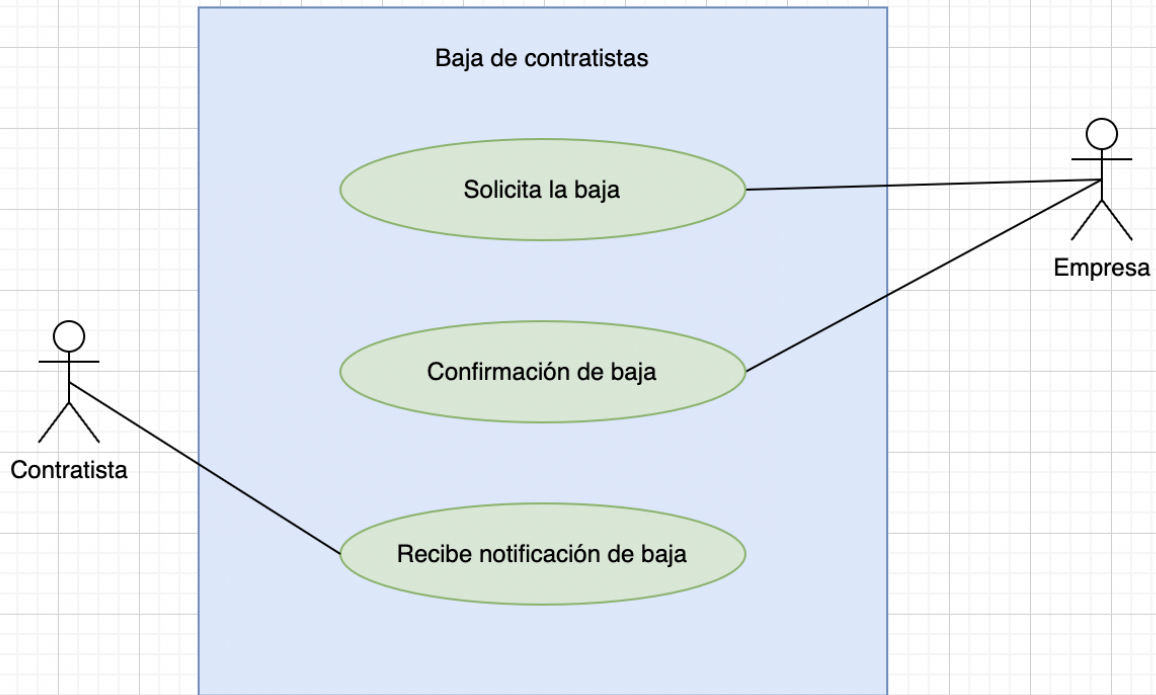 Baja de contratistas
Solicita la baja
Empresa
Confirmación de baja
Contratista
Recibe notificación de baja